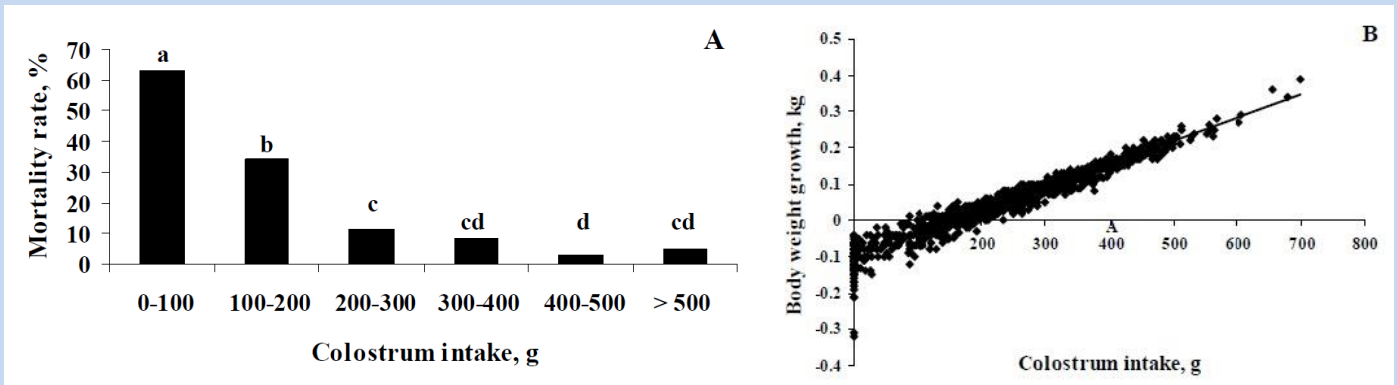 A
Mortality rate, %
70
60
50
40
30
20
10
0
a
b
c
cd
d
cd
0-100 100-200 200-300 300-400 400-500 > 500
Colostrum intake, g
B
Body weight growth, kg
0.5
0.4
0.3
0.2
0.1
0
-0.1
-0.2
-0.3
-0.4
A
200 300 400 500 600 700 800
Colostrum intake, g